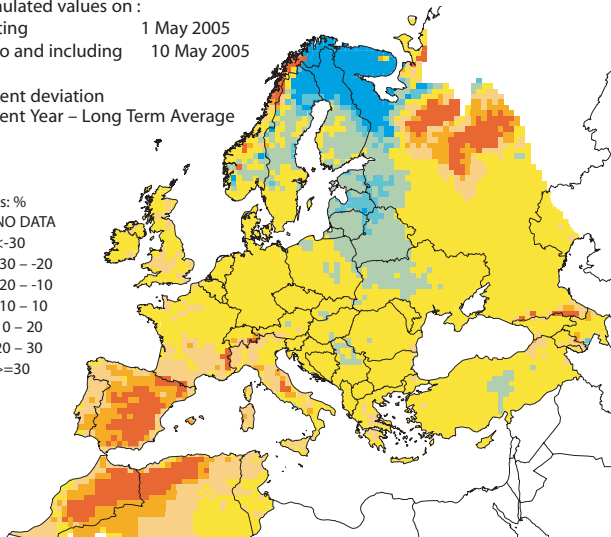 mulated values on :
ting 1 May 2005
o and including 10 May 2005
ent deviation
ent Year – Long Term Average
s: %
NO DATA
<-30
30 – -20
20 – -10
10 – 10
0 – 20
20 – 30
>=30